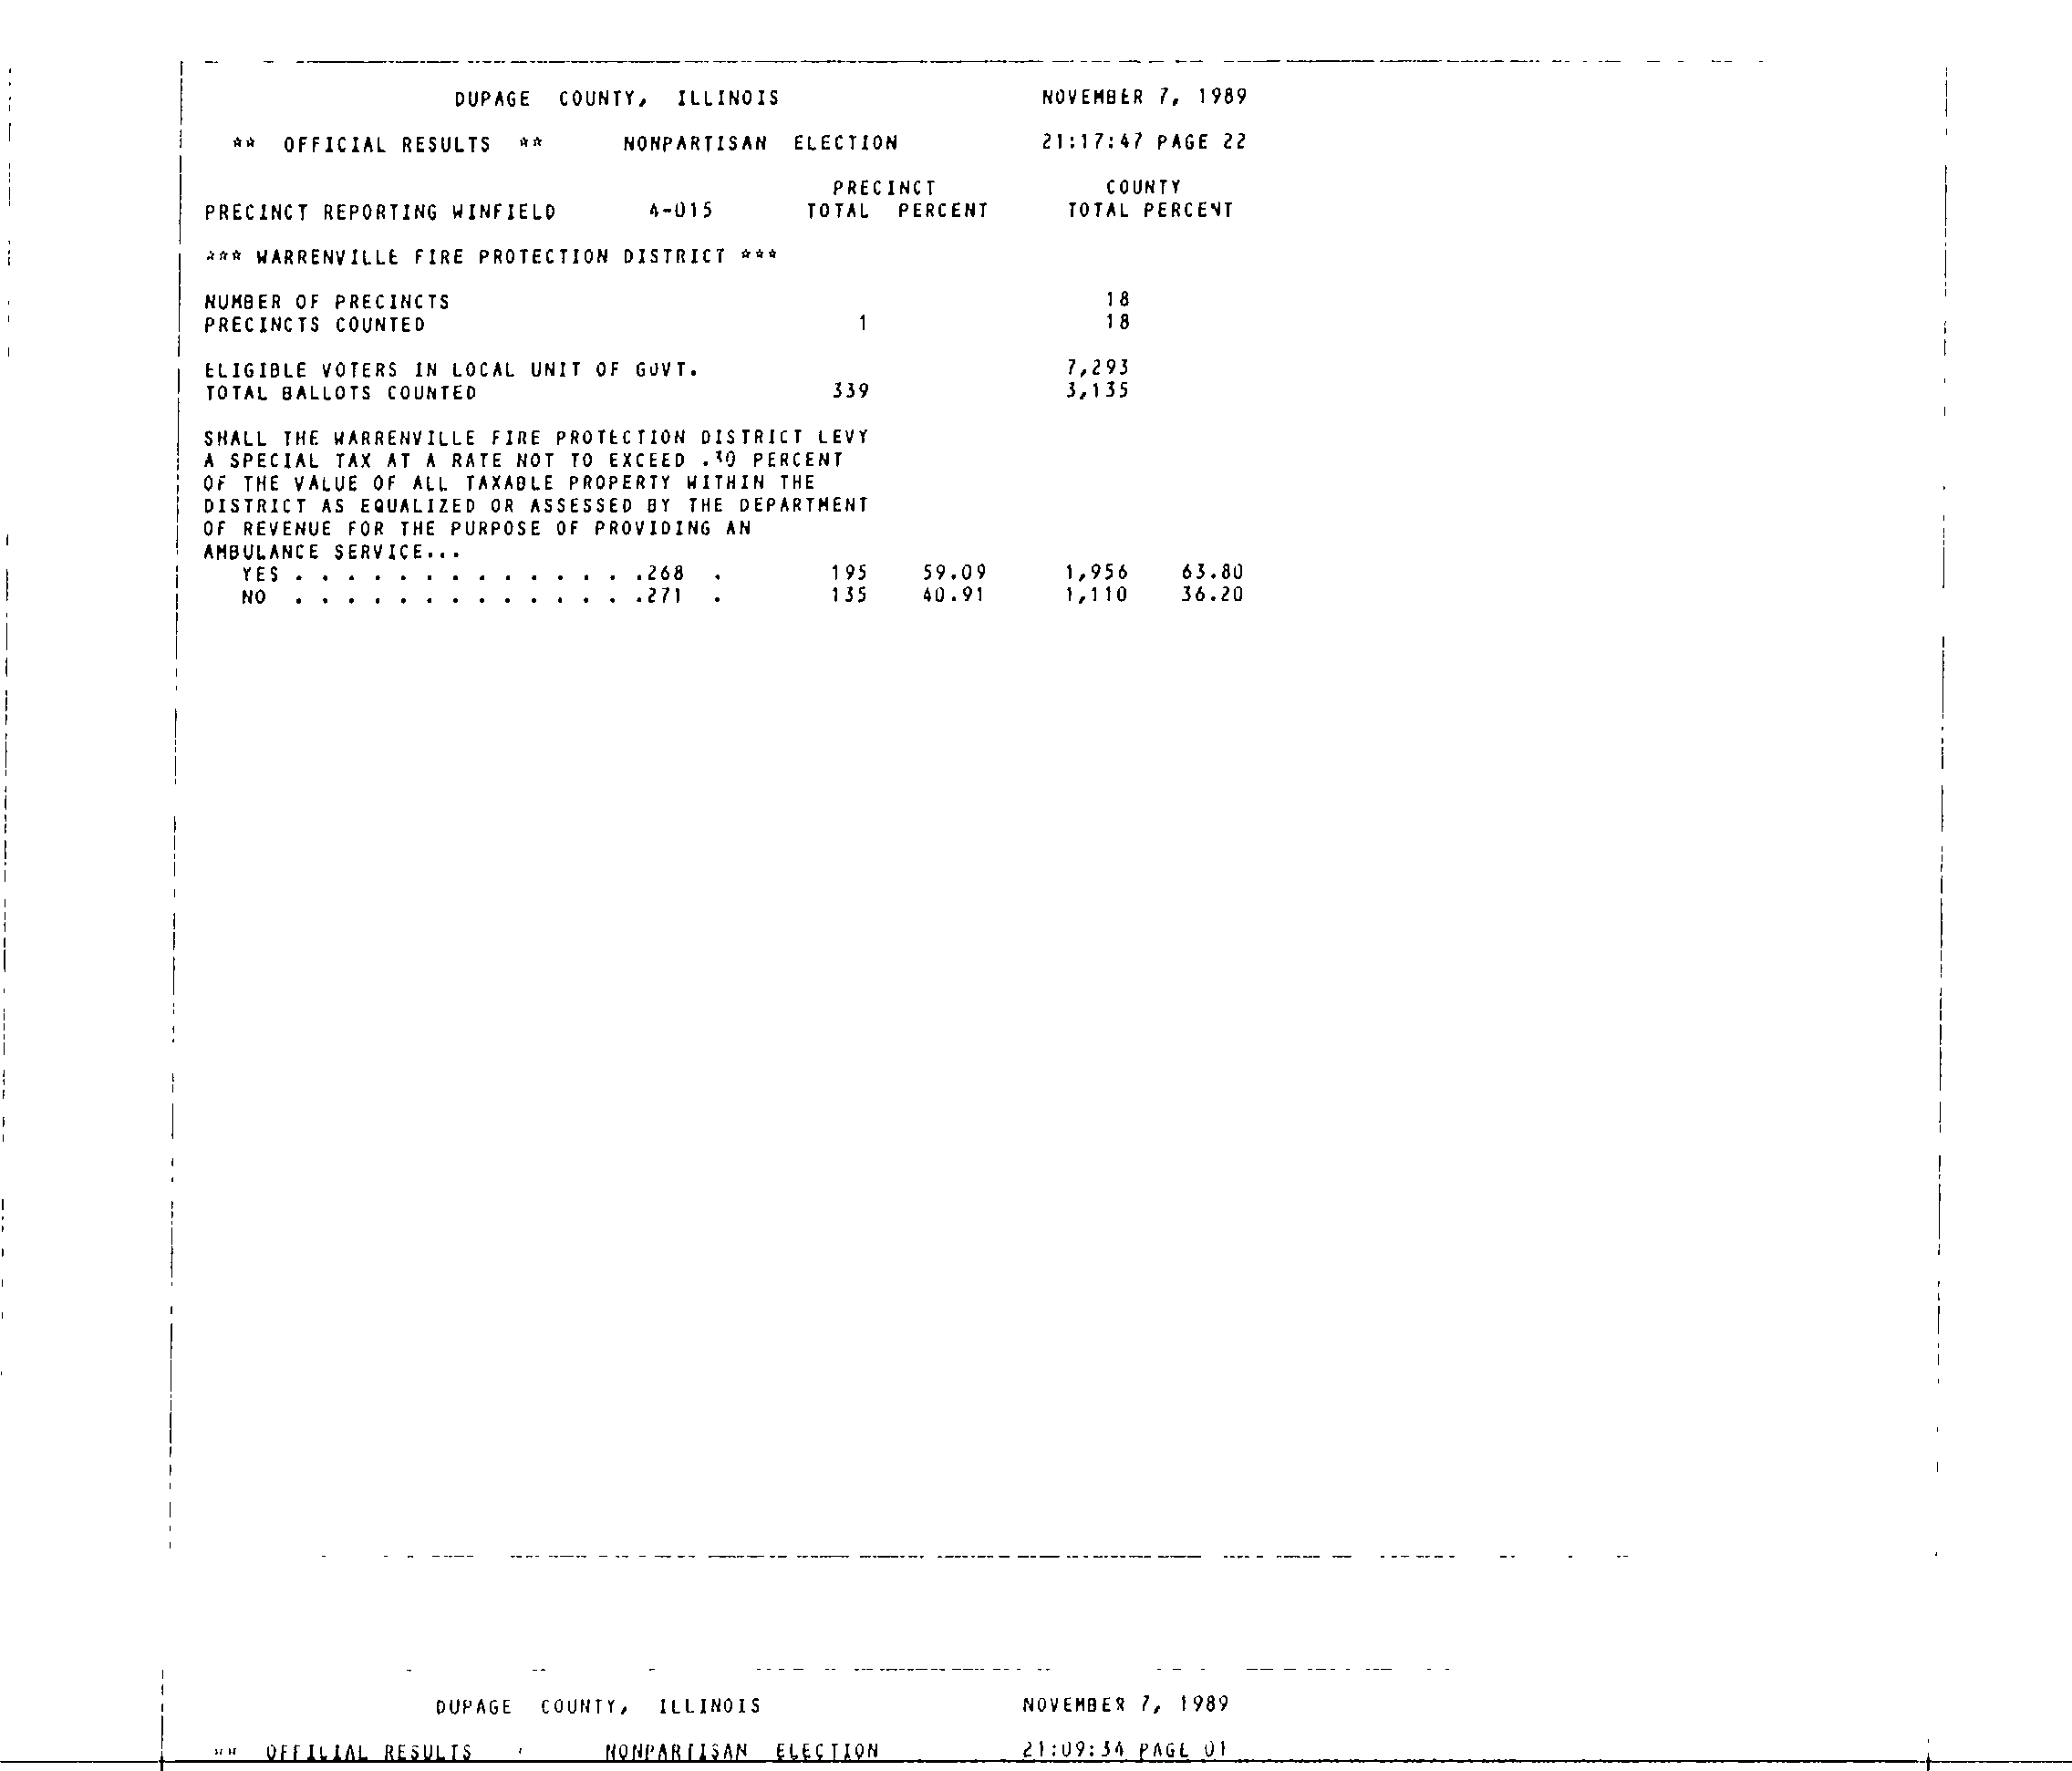 DUPAGE COUNTY, ILLINOIS NOVEMBER 7, 1989
** OFFICIAL RESULTS ** NONPARTISAN ELECTION 21:17:47 PAGE 22
PRECINCT COUNTY
PRECINCT REPORTING WINFIELD 4-015 TOTAL PERCENT TOTAL PERCENT
*** WARRENVILLE FIRE PROTECTION DISTRICT ***
NUMBER OF PRECINCTS 18
PRECINCTS COUNTED 1 18
ELIGIBLE VOTERS IN LOCAL UNIT OF GOVT. 7,293
TOTAL BALLOTS COUNTED 339 3,135
SHALL THE WARRENVILLE FIRE PROTECTION DISTRICT LEVY
A SPECIAL TAX AT A RATE NOT TO EXCEED .30 PERCENT
OF THE VALUE OF ALL TAXABLE PROPERTY WITHIN THE
DISTRICT AS EQUALIZED OR ASSESSED BY THE DEPARTMENT
OF REVENUE FOR THE PURPOSE OF PROVIDING AN
AMBULANCE SERVICE...
YES . . . . . . . . . . . . . .268 . 195 59.09 1,956 63.80
NO . . . . . . . . . . . . . .271 . 135 40.91 1,110 36.20
DUPAGE COUNTY, ILLINOIS NOVEMBER 7, 1989
** OFFICIAL RESULTS NONPARTISAN ELECTION 21:09:34 PAGE 01